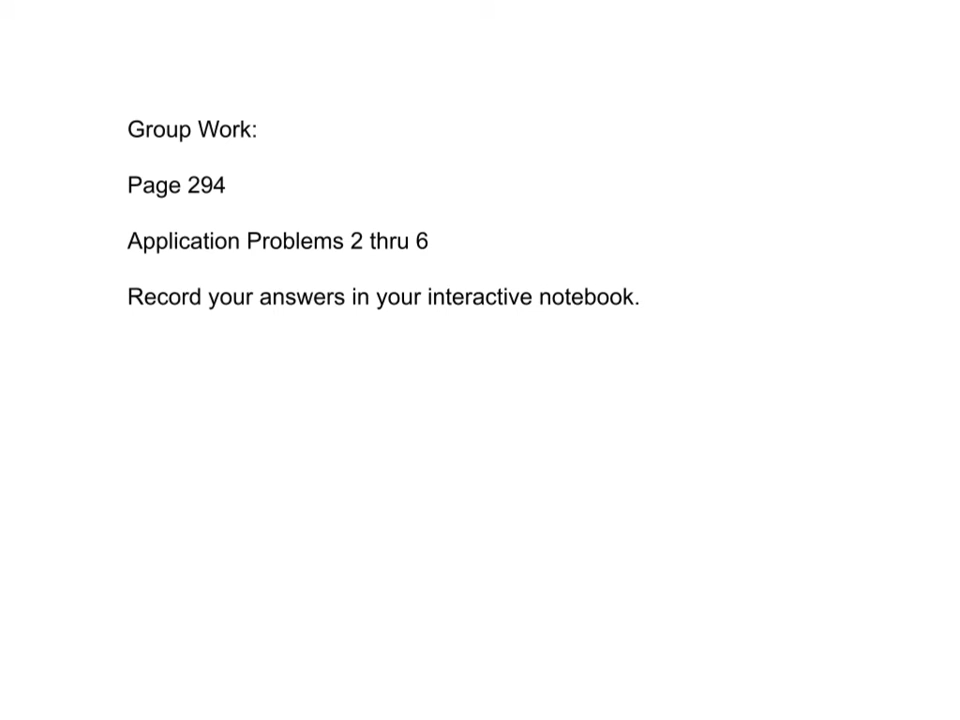 Group Work:
Page 294
Application Problems 2 thru 6
Record your answers in your interactive notebook.